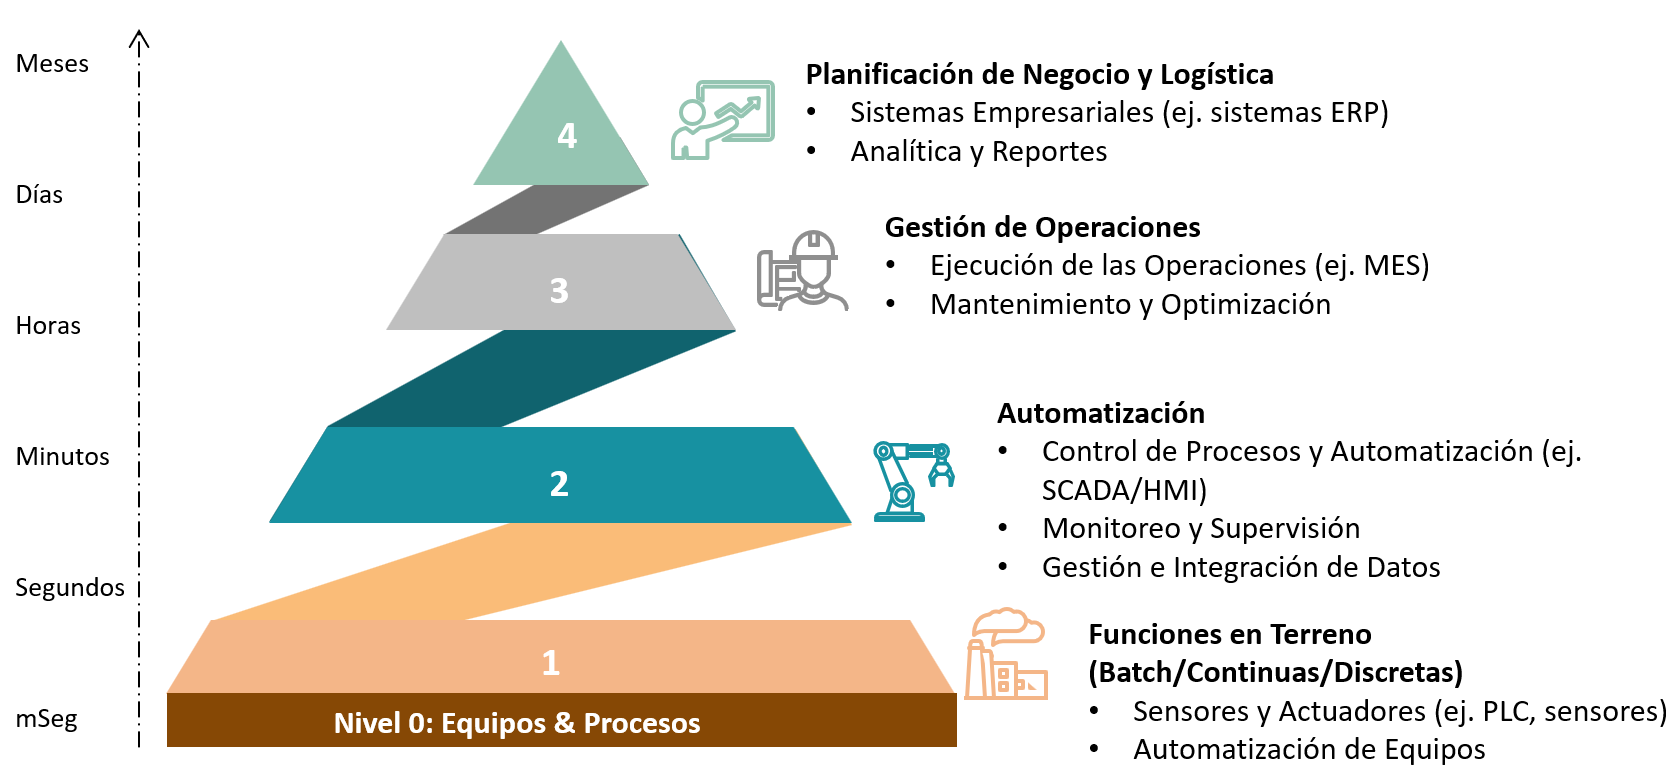 Meses
Días
Horas
Minutos
Segundos
mSeg
4
Planificación de Negocio y Logística
• Sistemas Empresariales (ej. sistemas ERP)
• Analítica y Reportes
3
Gestión de Operaciones
• Ejecución de las Operaciones (ej. MES)
• Mantenimiento y Optimización
2
Automatización
• Control de Procesos y Automatización (ej.
SCADA/HMI)
• Monitoreo y Supervisión
• Gestión e Integración de Datos
1
Funciones en Terreno
(Batch/Continuas/Discretas)
• Sensores y Actuadores (ej. PLC, sensores)
• Automatización de Equipos
Nivel 0: Equipos & Procesos